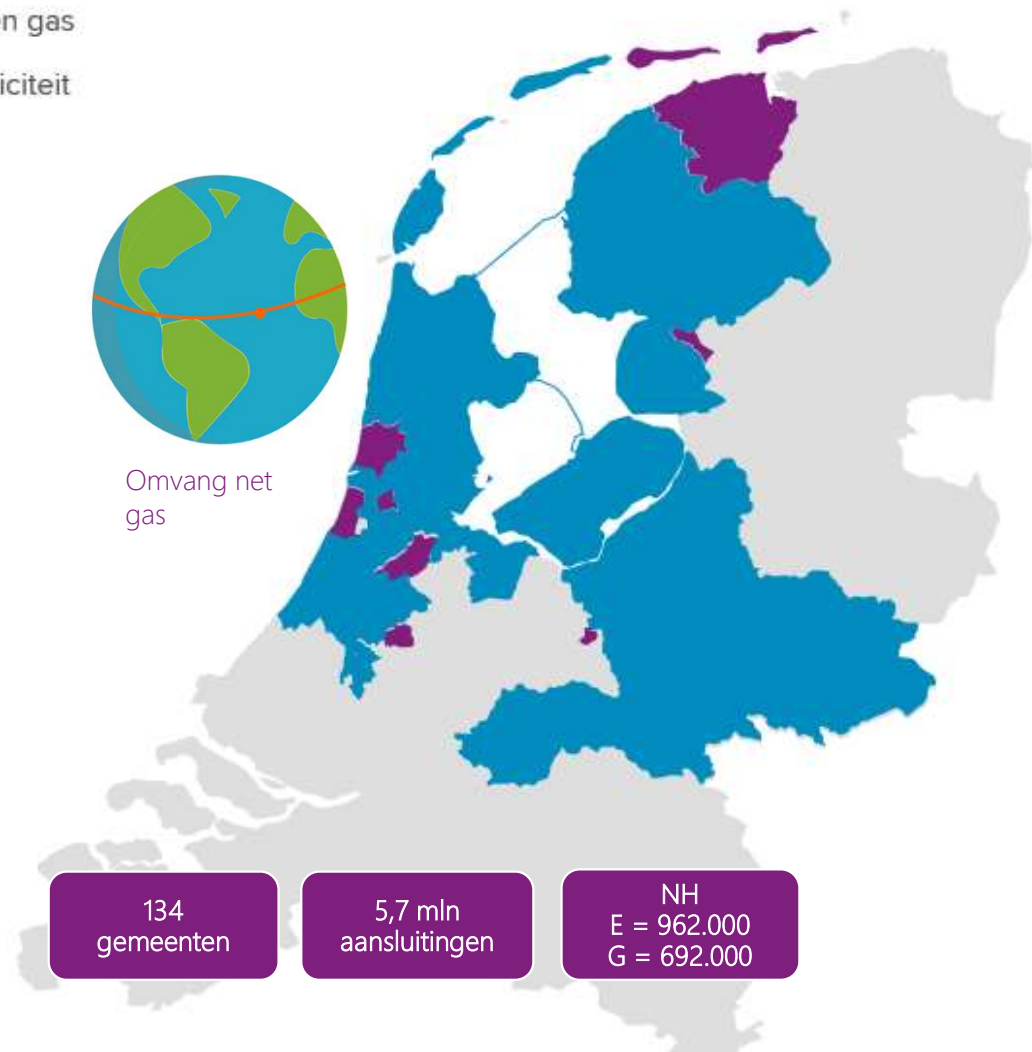 en gas
iciteit
Omvang net
gas
134
gemeenten
5,7 mln
aansluitingen
NH
E = 962.000
G = 692.000